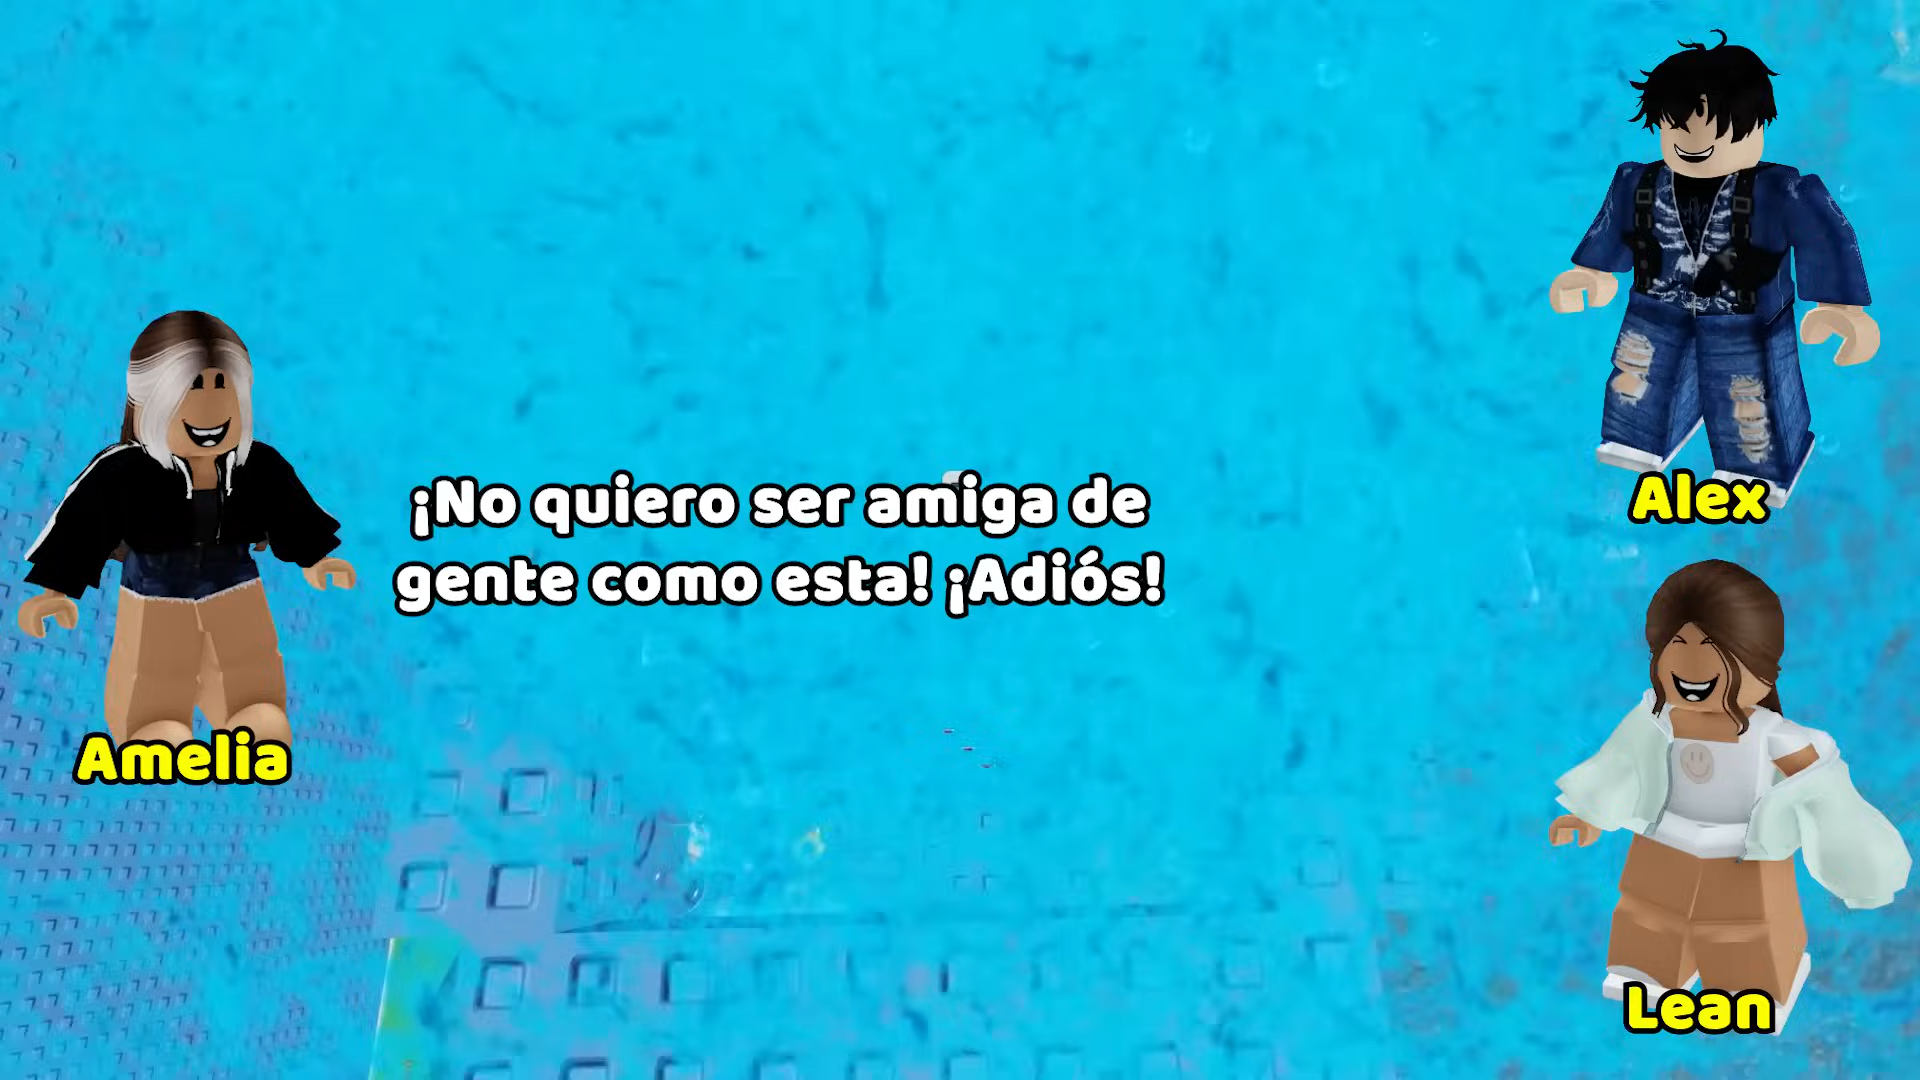 Alex
¡No quiero ser amiga de
gente como esta! ¡Adiós!
Amelia
Lean